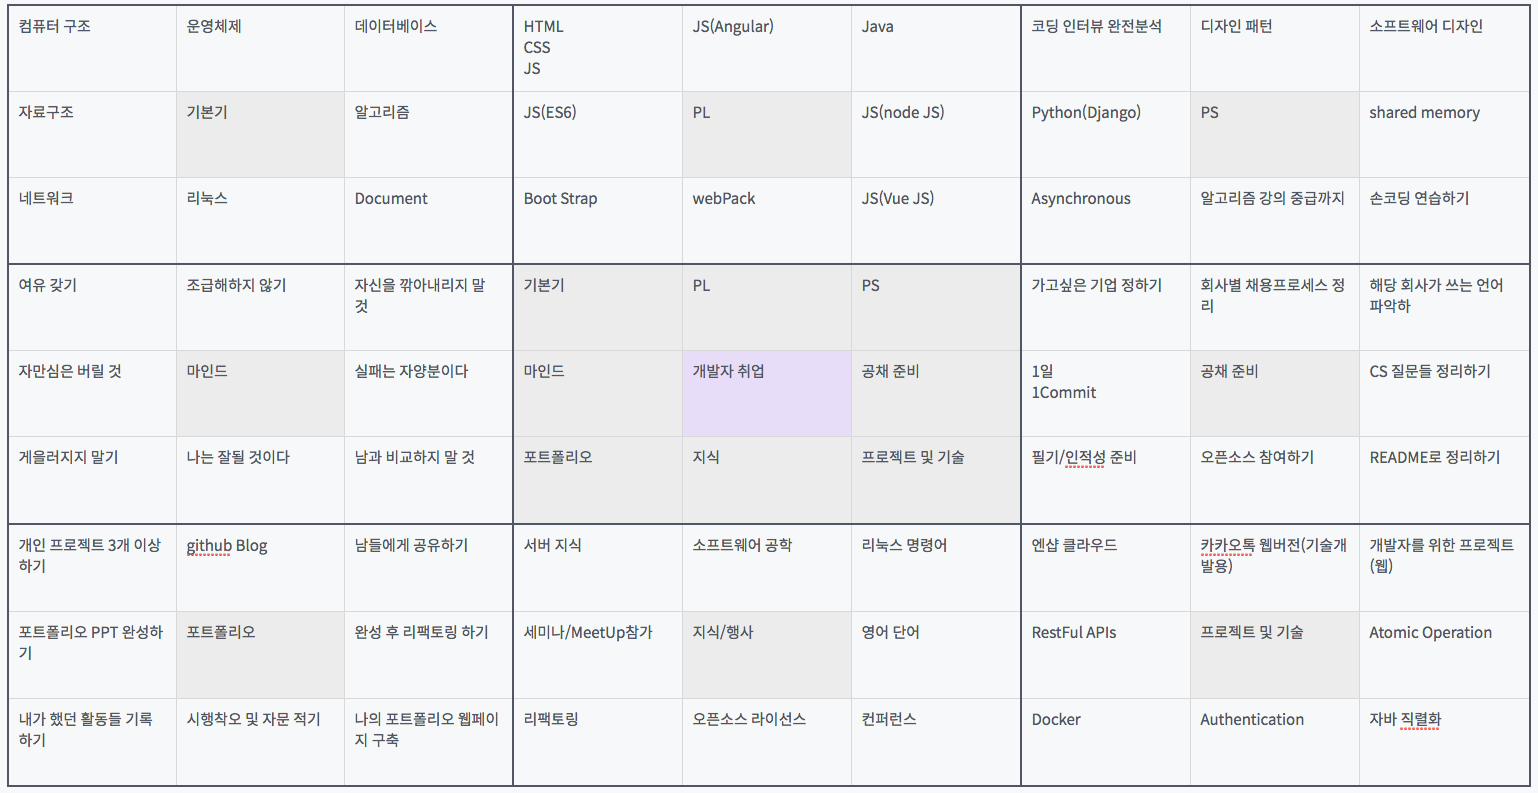 컴퓨터 구조
운영체제
데이터베이스
HTML
CSS
JS
JS(Angular)
Java
코딩 인터뷰 완전분석
디자인 패턴
소프트웨어 디자인
자료구조
기본기
알고리즘
JS(ES6)
PL
JS(node JS)
Python(Django)
PS
shared memory
네트워크
리눅스
Document
Boot Strap
webPack
JS(Vue JS)
Asynchronous
알고리즘 강의 중급까지
손코딩 연습하기
여유 갖기
조급해하지 않기
자신을 깎아내리지 말
것
기본기
PL
PS
가고싶은 기업 정하기
회사별 채용프로세스 정
리
해당 회사가 쓰는 언어
파악하
자만심은 버릴 것
마인드
실패는 자양분이다
마인드
개발자 취업
공채 준비
1일
1Commit
공채 준비
CS 질문들 정리하기
게을러지지 말기
나는 잘될 것이다
남과 비교하지 말 것
포트폴리오
지식
프로젝트 및 기술
필기/인적성 준비
오픈소스 참여하기
README로 정리하기
개인 프로젝트 3개 이상
하기
github Blog
남들에게 공유하기
서버 지식
소프트웨어 공학
리눅스 명령어
엔샵 클라우드
카카오톡 웹버전(기술개
발용)
개발자를 위한 프로젝트
(웹)
포트폴리오 PPT 완성하
기
포트폴리오
완성 후 리팩토링 하기
세미나/MeetUp참가
지식/행사
영어 단어
RestFul APIs
프로젝트 및 기술
Atomic Operation
내가 했던 활동들 기록
하기
시행착오 및 자문 적기
나의 포트폴리오 웹페이
지 구축
리팩토링
오픈소스 라이선스
컨퍼런스
Docker
Authentication
자바 직렬화